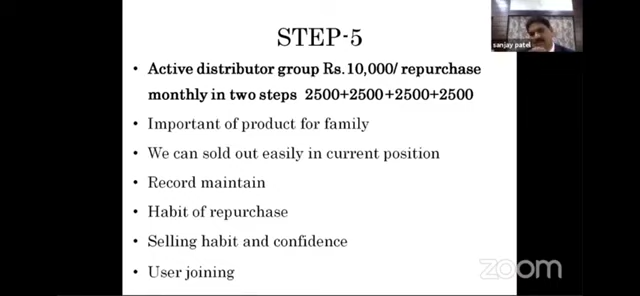 STEP-5
• Active distributor group Rs.10,000/ repurchase
monthly in two steps 2500+2500+2500+2500
• Important of product for family
• We can sold out easily in current position
• Record maintain
• Habit of repurchase
• Selling habit and confidence
• User joining
sanjay patel
zoom